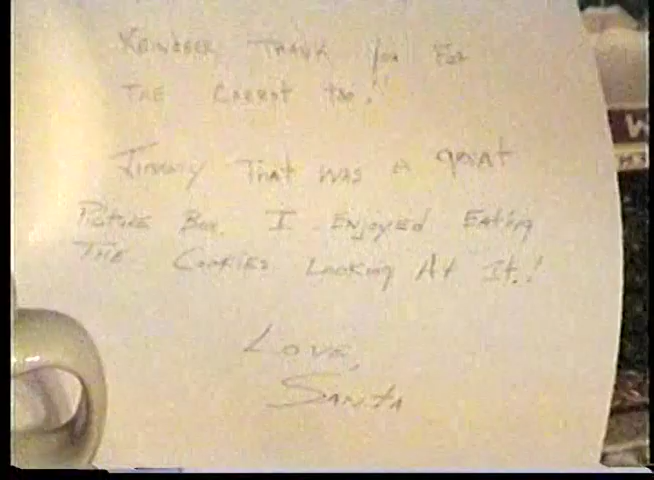 Reindeer Thank you For
The Carrot too!!
Jimmy That was A great
Picture Box. I Enjoyed Eating
The Cookies Looking At It.!
Love,
Santa
W